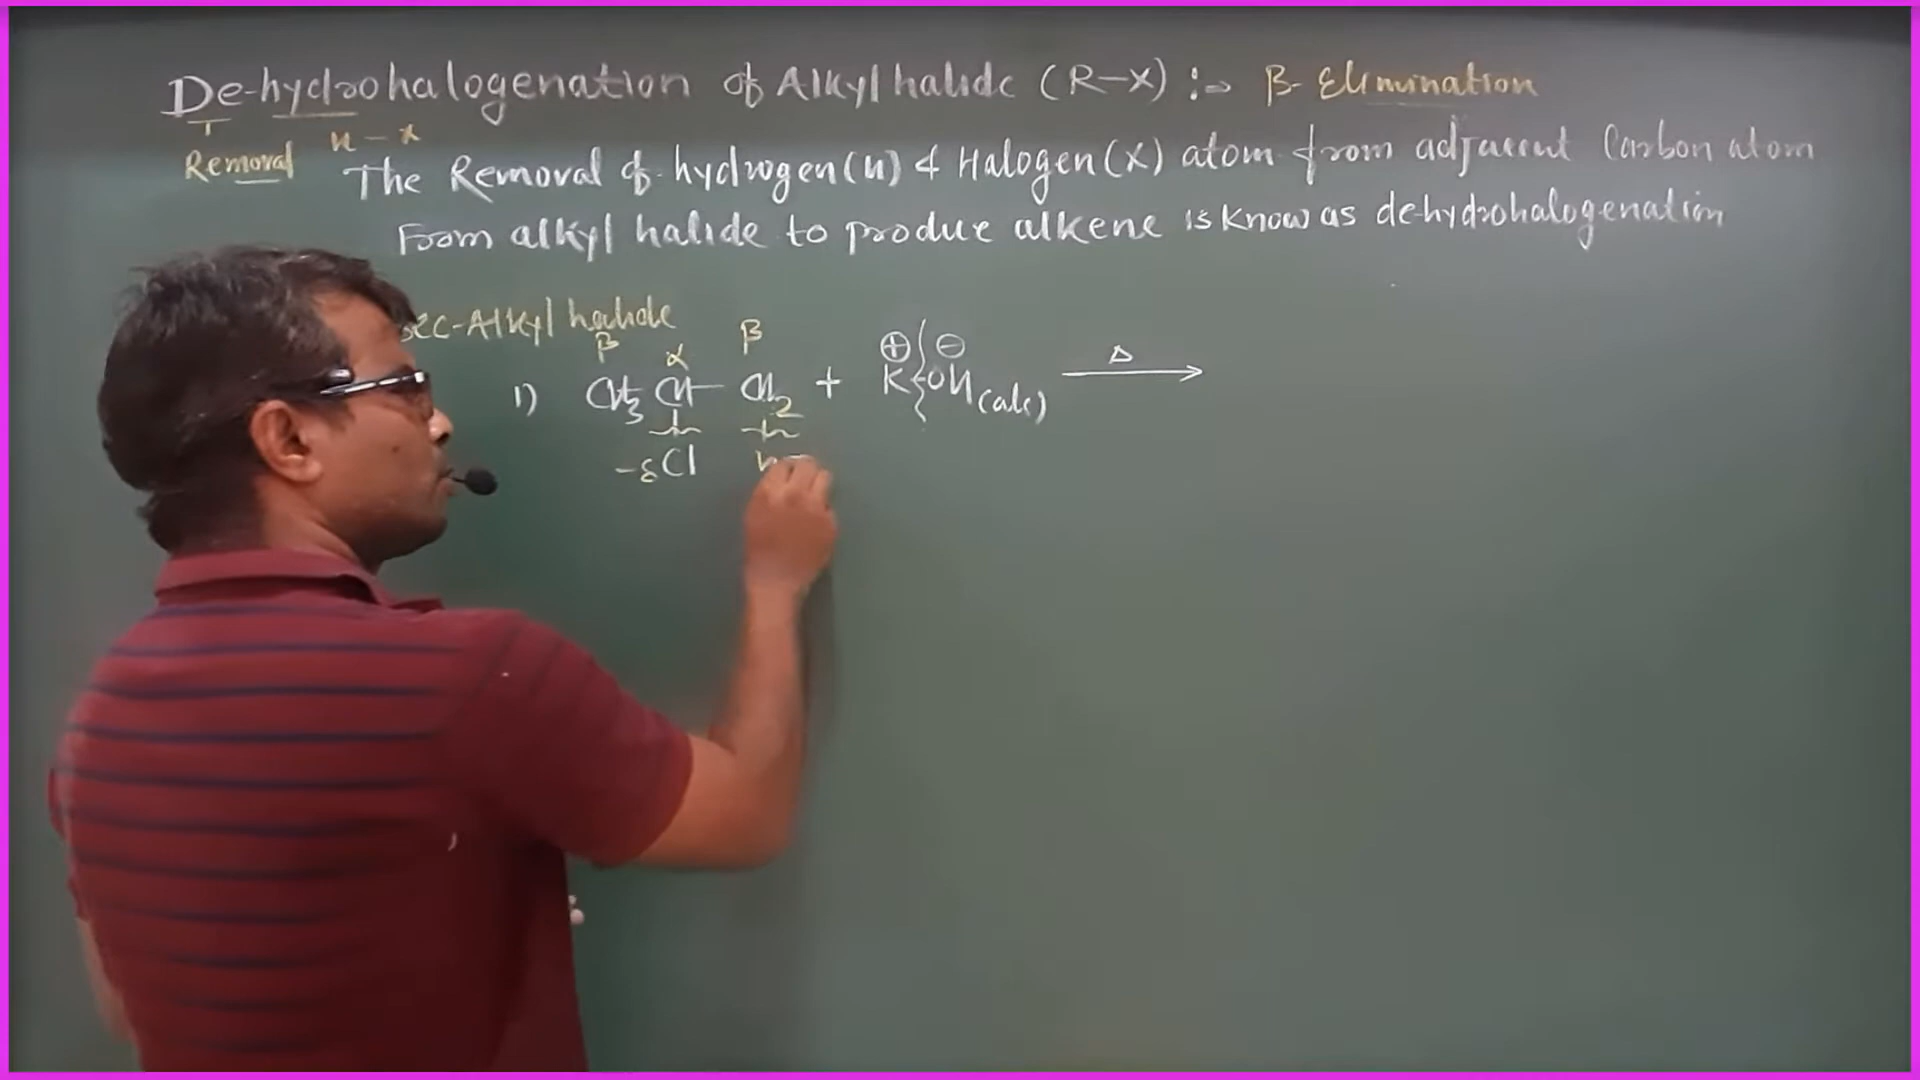 De-hydrohalogenation of Alkyl halide (R-X) :→ β-Elimination
Removal H-X
The Removal of hydrogen(H) & Halogen(X) atom from adjacent Carbon atom
From alkyl halide to produce alkene is know as dehydrohalogenation
sec-Alkyl halide
β α β ⊕ ⊖ Δ
1) CH₃ CH - CH₂ + K OH (alc) →
-δCl H